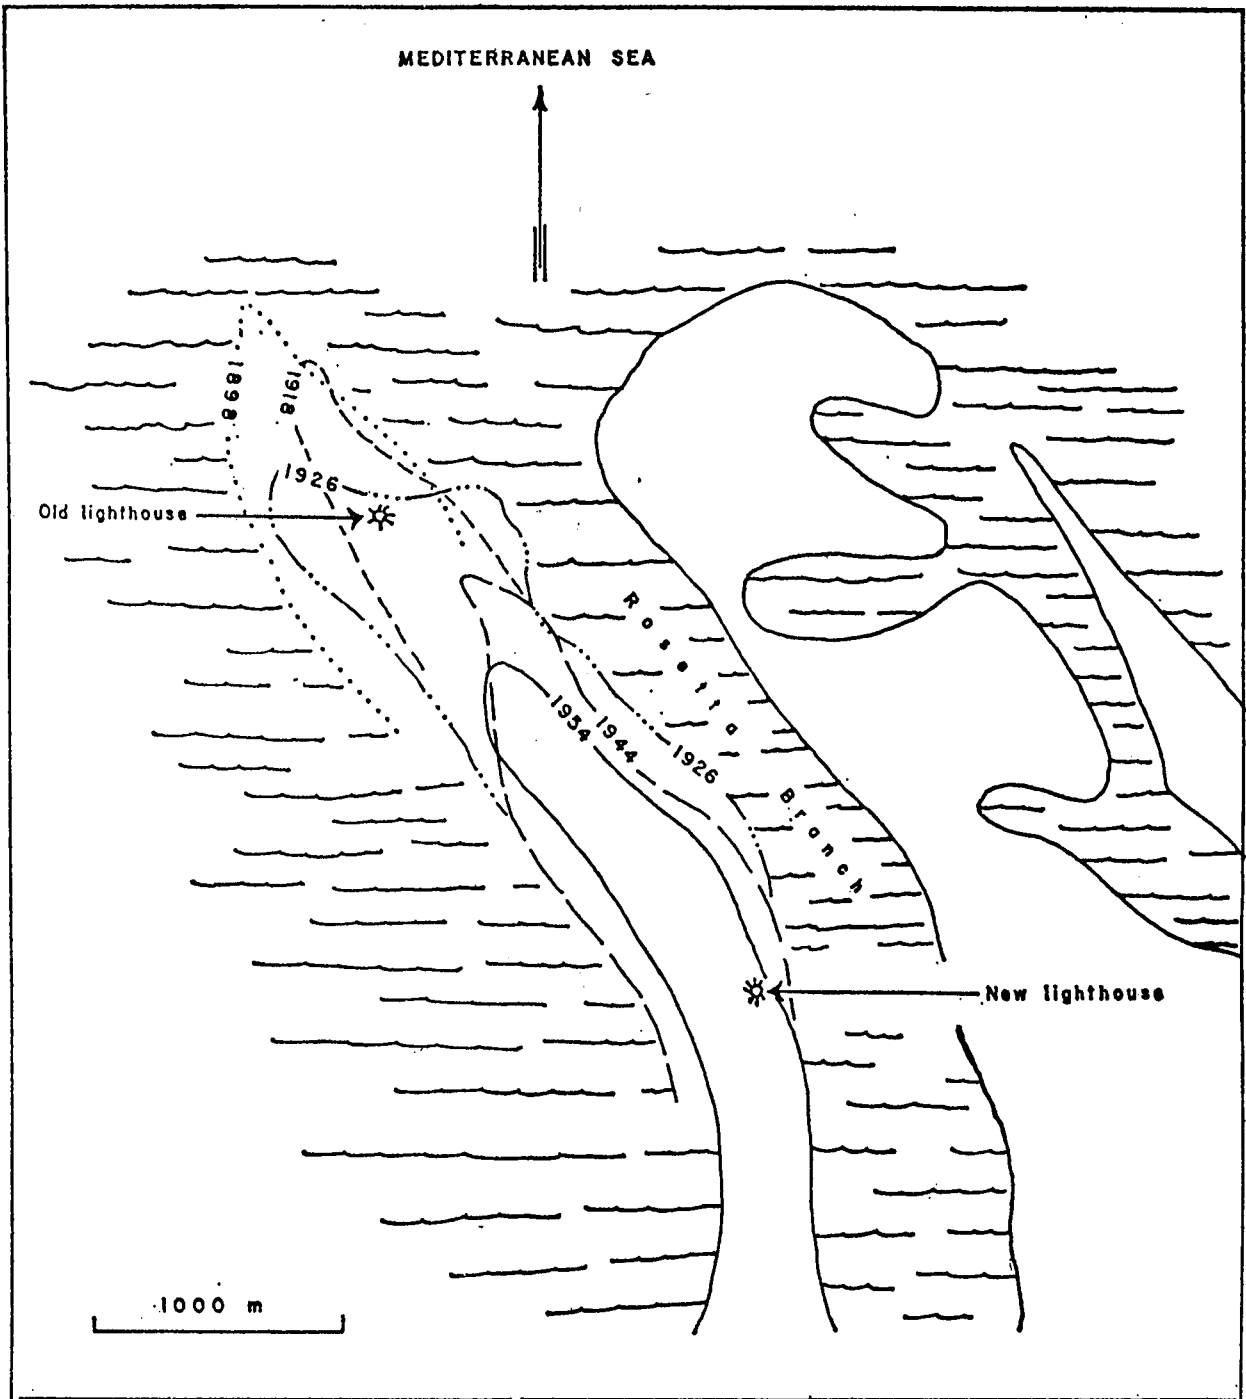 MEDITERRANEAN SEA
1898
1918
1926
Old lighthouse
Rosetta Branch
1954
1944
1926
New lighthouse
1000 m